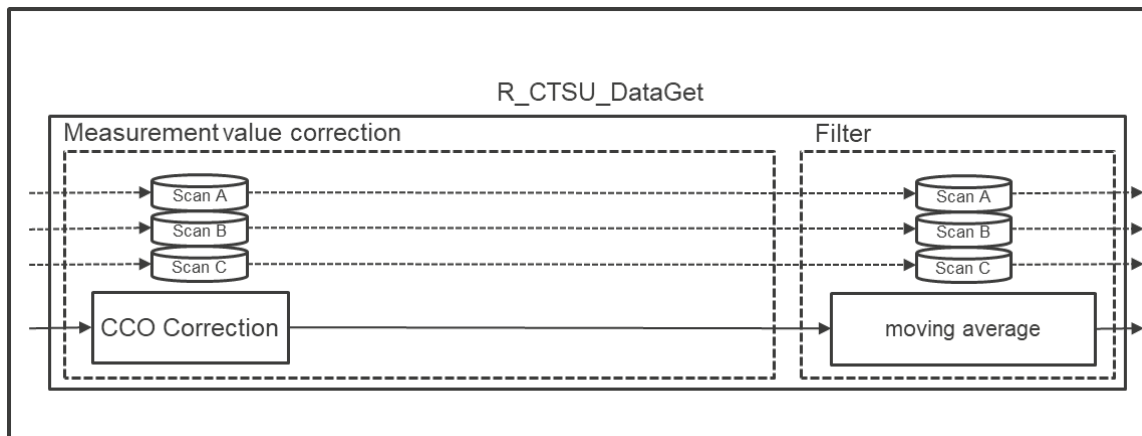 R_CTSU_DataGet
Measurement value correction
Filter
Scan A
Scan A
Scan B
Scan B
Scan C
Scan C
CCO Correction
moving average